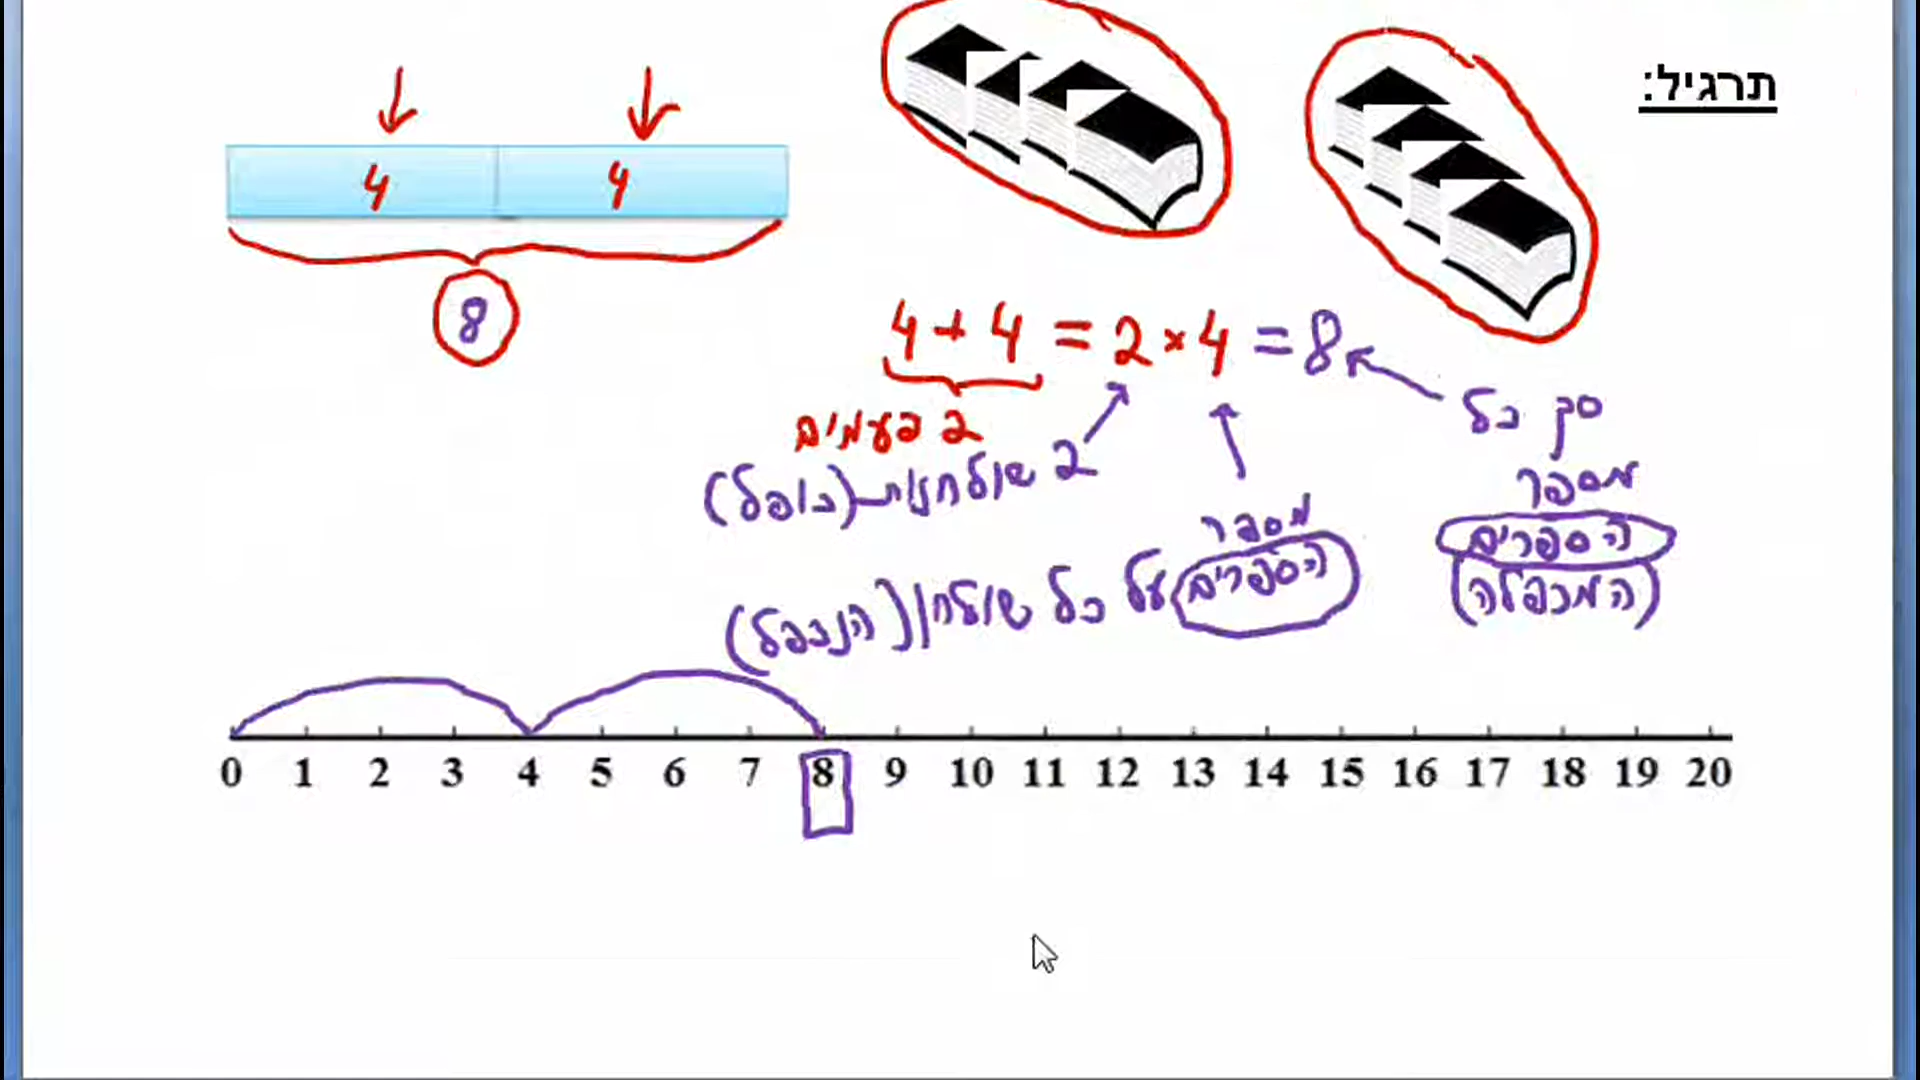 תרגיל:
4 4
8
4 + 4 = 2 × 4 = 8
2 פעמים
סך כל
מספר
הספרים
(המכפלה)
2 שולחנות (כופל)
מספר
הספרים על כל שולחן (הנכפל)
0 1 2 3 4 5 6 7 8 9 10 11 12 13 14 15 16 17 18 19 20